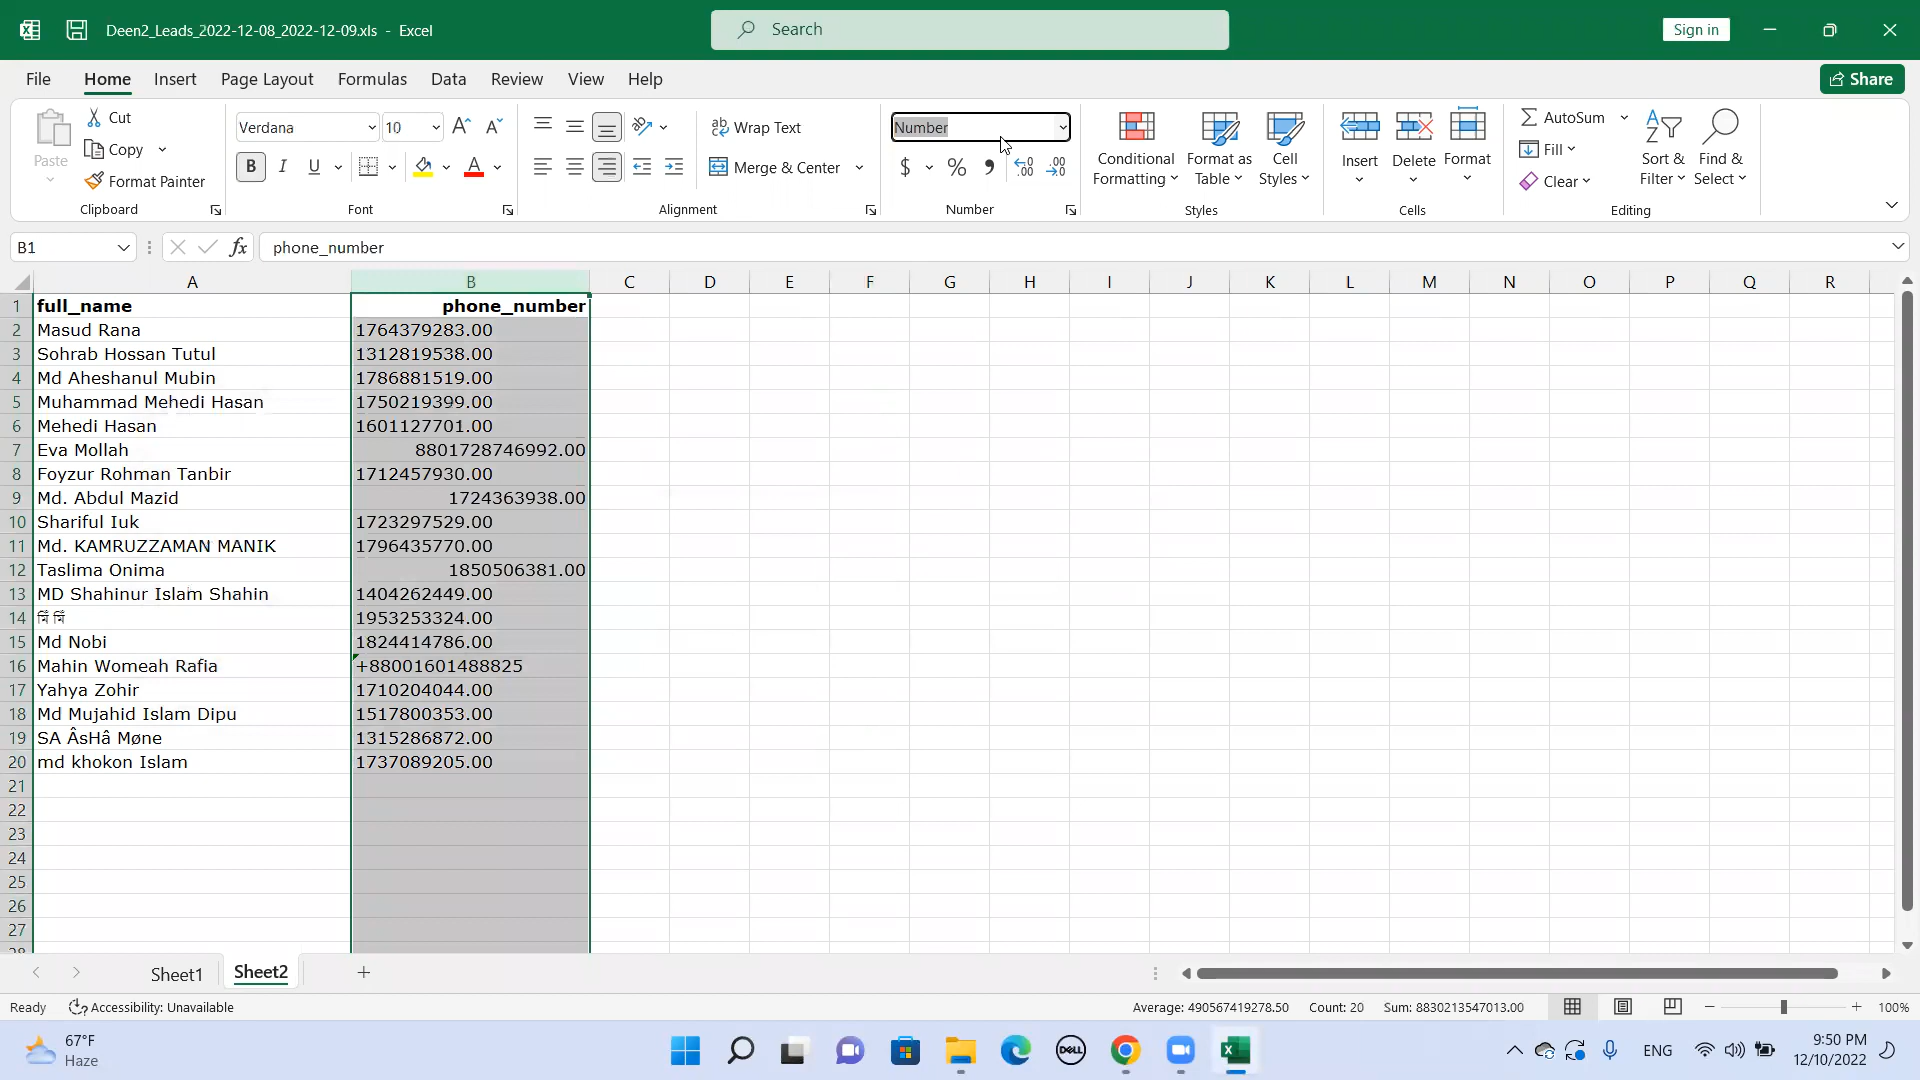 Deen2_Leads_2022-12-08_2022-12-09.xls - Excel
Search
Sign in
File Home Insert Page Layout Formulas Data Review View Help
Share
Paste
Cut
Copy
Format Painter
Clipboard
Verdana 10
B I U
Font
Wrap Text
Merge & Center
Alignment
Number
$ % ,
Number
Conditional Formatting
Format as Table
Cell Styles
Styles
Insert Delete Format
Cells
AutoSum
Fill
Clear
Sort & Filter
Find & Select
Editing
B1 fx phone_number
A B C D E F G H I J K L M N O P Q R
1 full_name phone_number
2 Masud Rana 1764379283.00
3 Sohrab Hossan Tutul 1312819538.00
4 Md Aheshanul Mubin 1786881519.00
5 Muhammad Mehedi Hasan 1750219399.00
6 Mehedi Hasan 1601127701.00
7 Eva Mollah 8801728746992.00
8 Foyzur Rohman Tanbir 1712457930.00
9 Md. Abdul Mazid 1724363938.00
10 Shariful Iuk 1723297529.00
11 Md. KAMRUZZAMAN MANIK 1796435770.00
12 Taslima Onima 1850506381.00
13 MD Shahinur Islam Shahin 1404262449.00
14 1953253324.00
15 Md Nobi 1824414786.00
16 Mahin Womeah Rafia +88001601488825
17 Yahya Zohir 1710204044.00
18 Md Mujahid Islam Dipu 1517800353.00
19 SA ÂsHâ Møne 1315286872.00
20 md khokon Islam 1737089205.00
21
22
23
24
25
26
27
28
Sheet1 Sheet2
Ready Accessibility: Unavailable Average: 490567419278.50 Count: 20 Sum: 8830213547013.00 100%
67°F
Haze
DELL
ENG
9:50 PM
12/10/2022